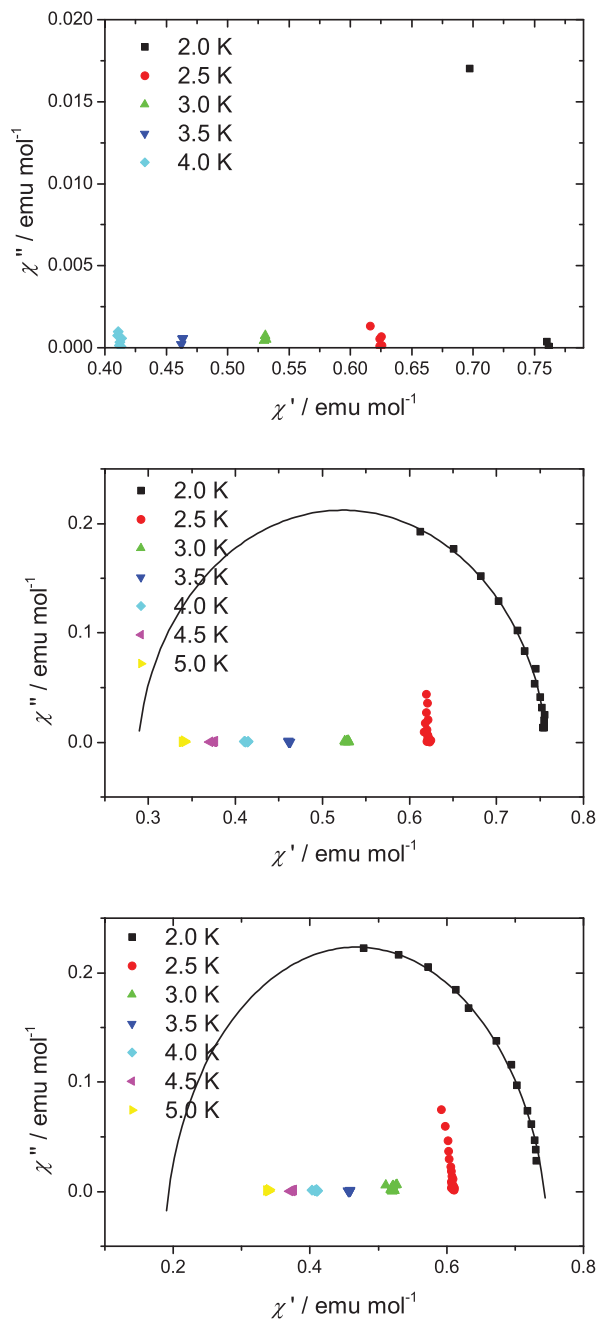 0.020
0.015
0.010
0.005
0.000
χ" / emu mol-1
2.0 K
2.5 K
3.0 K
3.5 K
4.0 K
0.40 0.45 0.50 0.55 0.60 0.65 0.70 0.75
χ' / emu mol-1
0.2
0.1
0.0
χ" / emu mol-1
2.0 K
2.5 K
3.0 K
3.5 K
4.0 K
4.5 K
5.0 K
0.3 0.4 0.5 0.6 0.7 0.8
χ' / emu mol-1
0.2
0.1
0.0
χ" / emu mol-1
2.0 K
2.5 K
3.0 K
3.5 K
4.0 K
4.5 K
5.0 K
0.2 0.4 0.6 0.8
χ' / emu mol-1